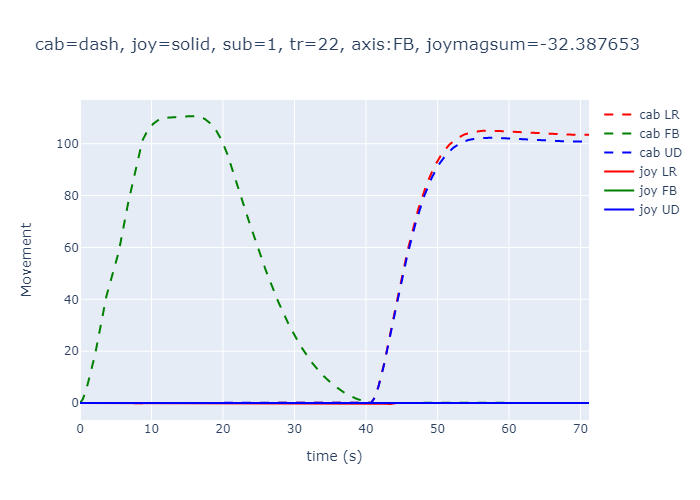 cab=dash, joy=solid, sub=1, tr=22, axis:FB, joymagsum=-32.387653
cab LR
cab FB
cab UD
joy LR
joy FB
joy UD
Movement
100
80
60
40
20
0
0 10 20 30 40 50 60 70
time (s)